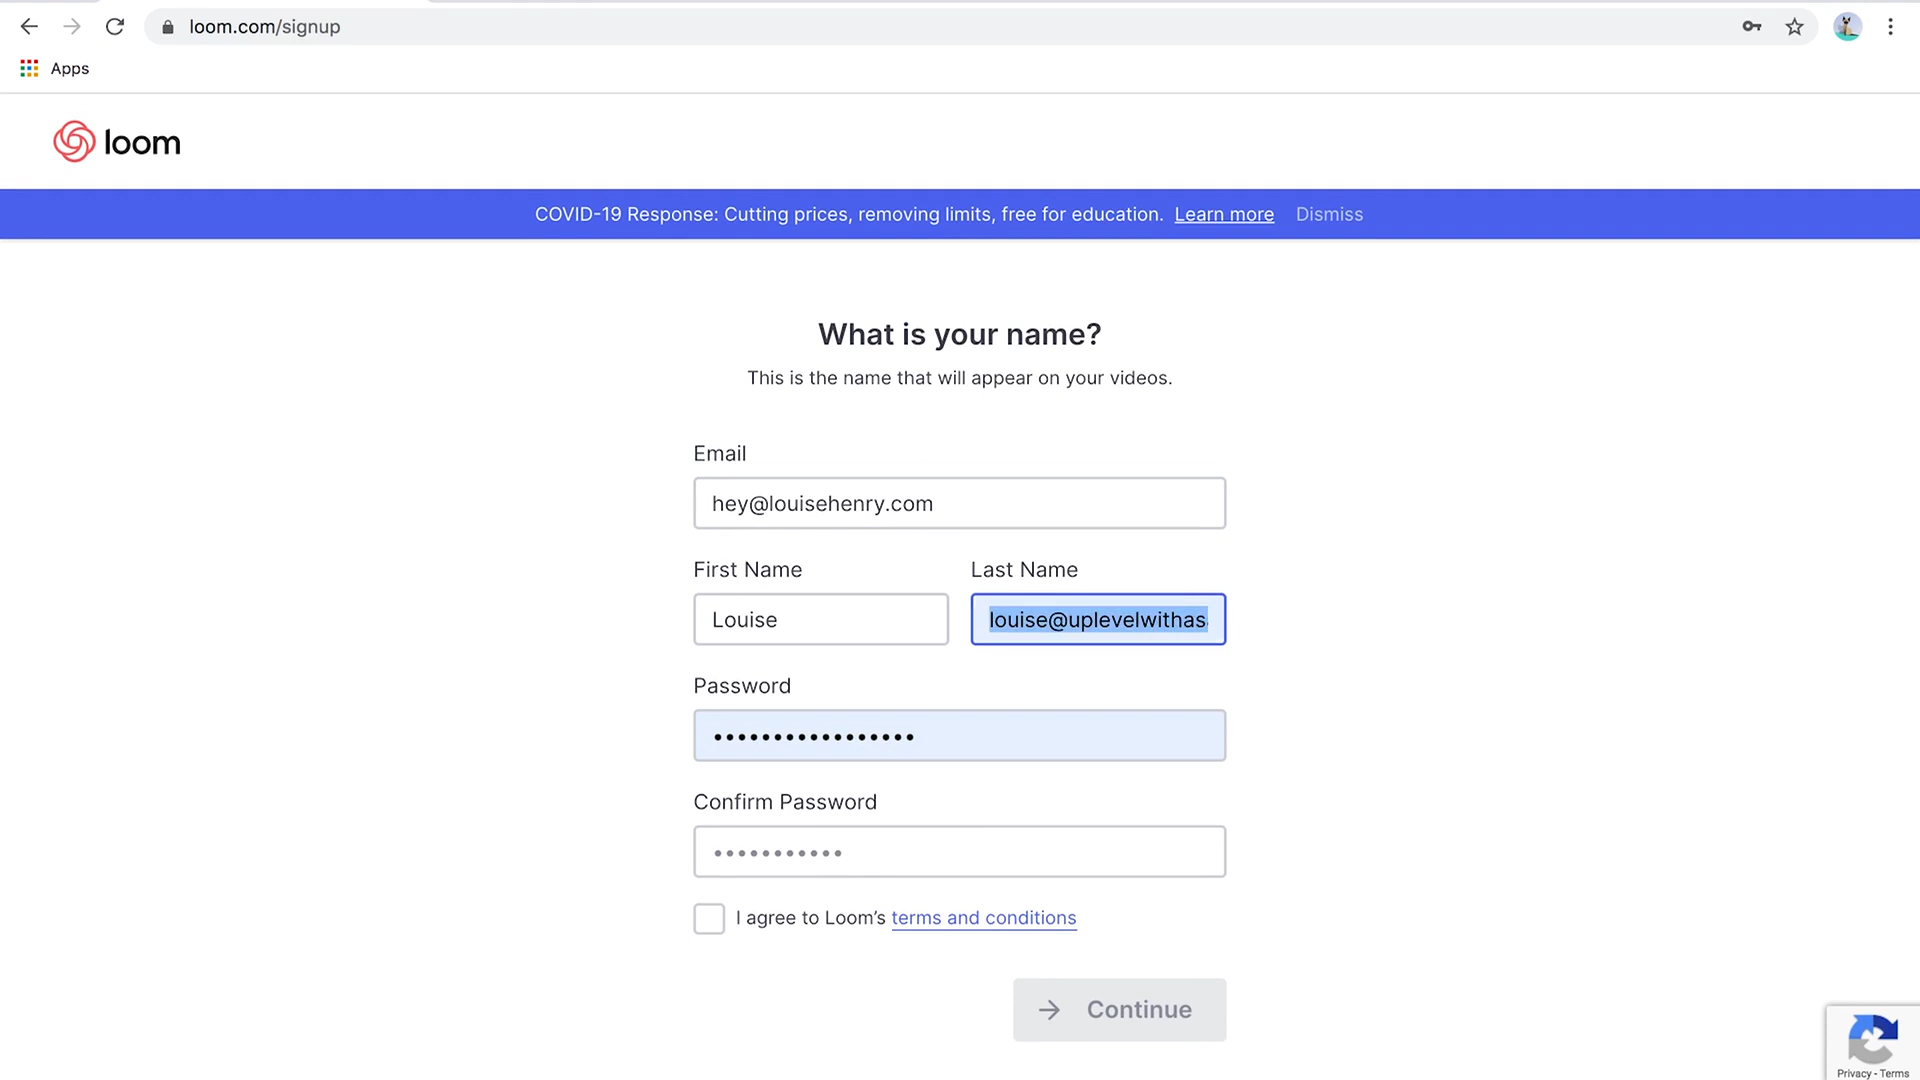 loom.com/signup
Apps
loom
COVID-19 Response: Cutting prices, removing limits, free for education. Learn more Dismiss
What is your name?
This is the name that will appear on your videos.
Email
hey@louisehenry.com
First Name Last Name
Louise louise@uplevelwithas
Password
•••••••••••••••••
Confirm Password
•••••••••••
I agree to Loom’s terms and conditions
Continue
Privacy - Terms